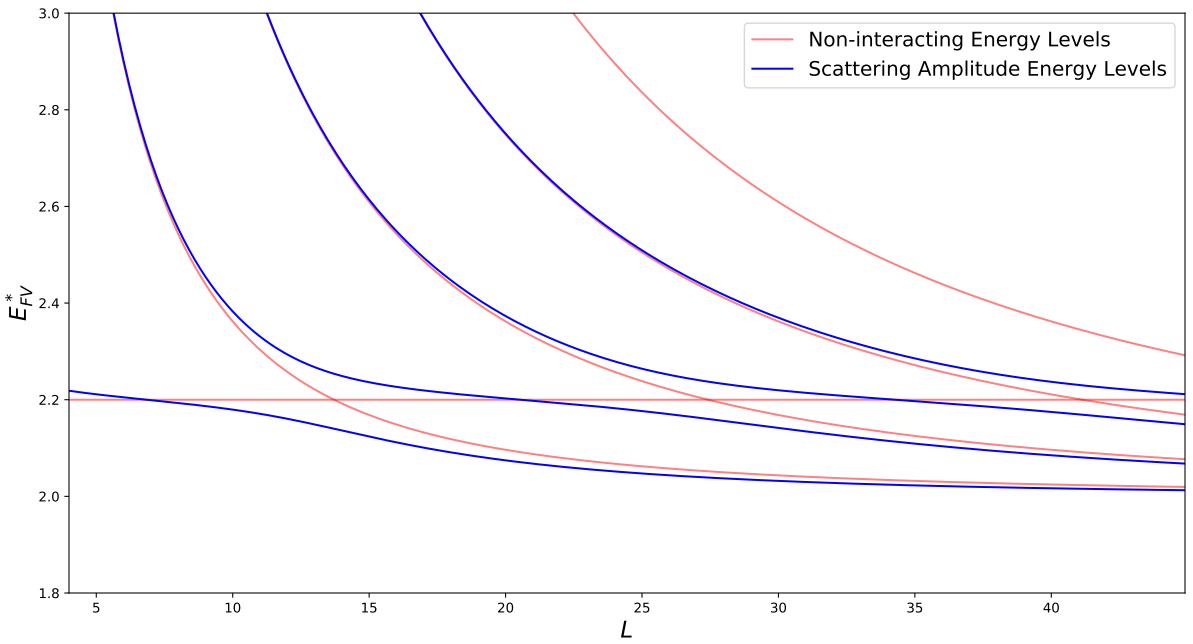 3.0
2.8
2.6
2.4
2.2
2.0
1.8
E*FV
5 10 15 20 25 30 35 40
L
Non-interacting Energy Levels
Scattering Amplitude Energy Levels